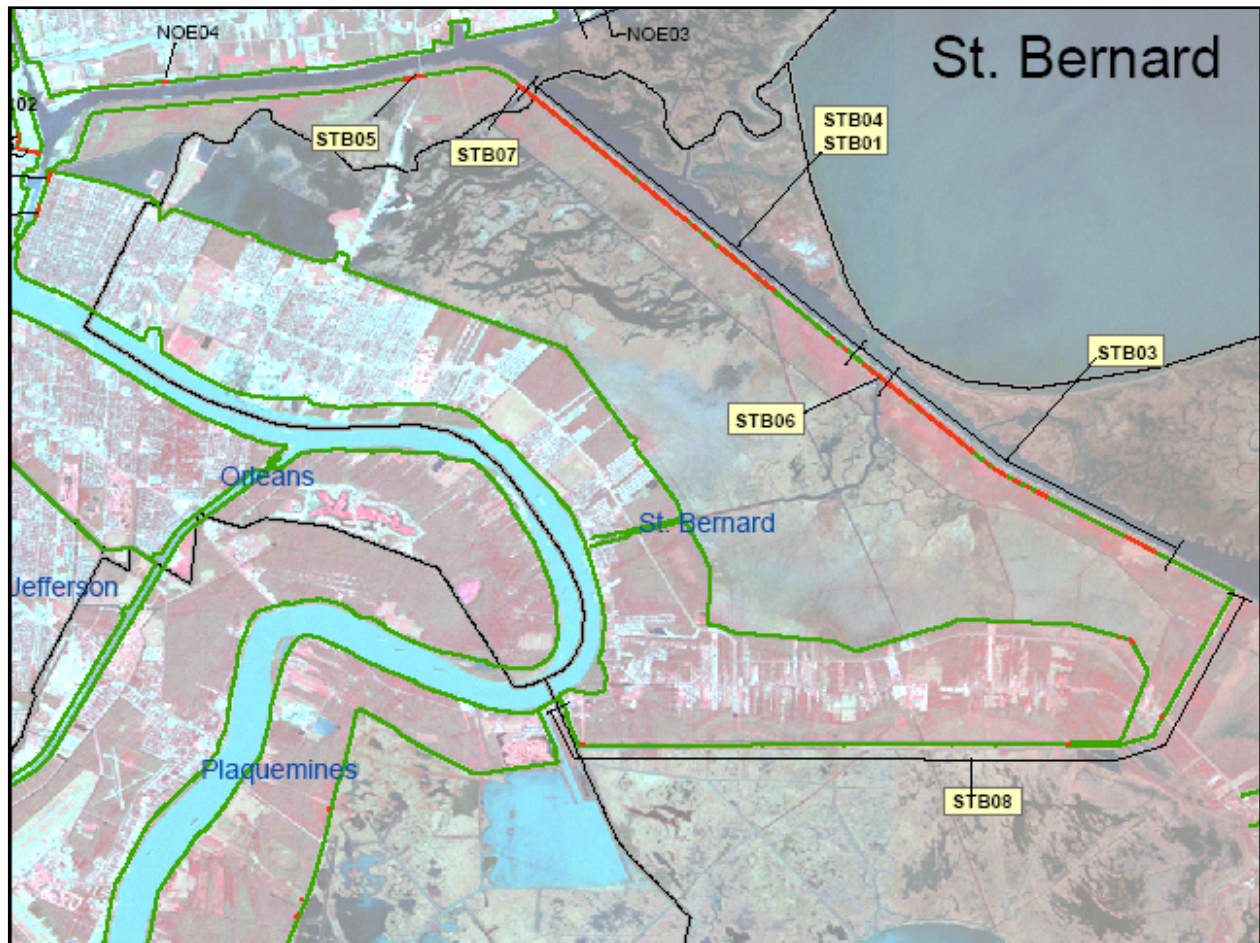 NOE04
NOE03
St. Bernard
02
STB05
STB07
STB04
STB01
STB03
STB06
Orleans
St. Bernard
Jefferson
Plaquemines
STB08